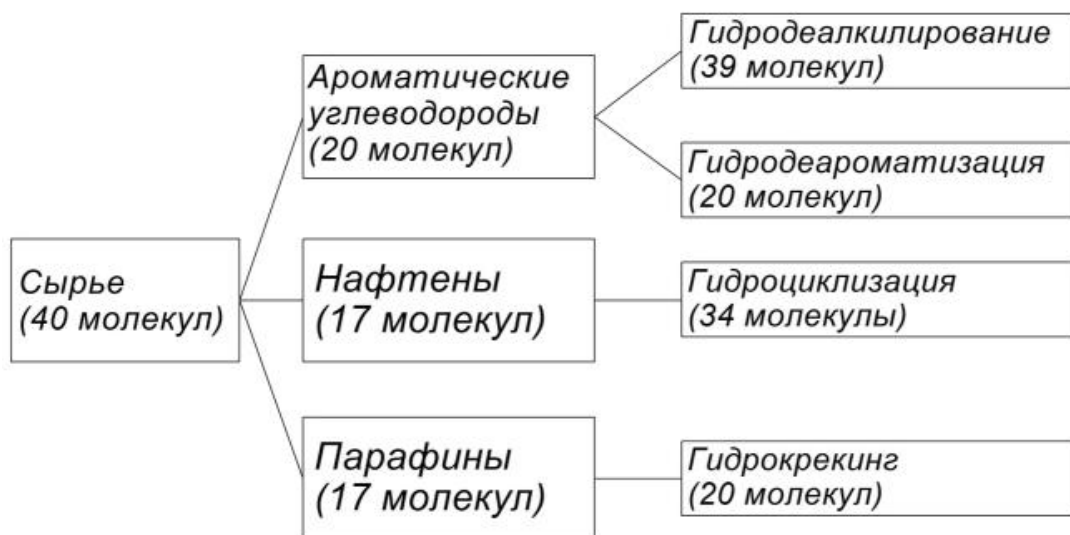 Сырье
(40 молекул)
Ароматические
углеводороды
(20 молекул)
Нафтены
(17 молекул)
Парафины
(17 молекул)
Гидродеалкилирование
(39 молекул)
Гидродеароматизация
(20 молекул)
Гидроциклизация
(34 молекулы)
Гидрокрекинг
(20 молекул)